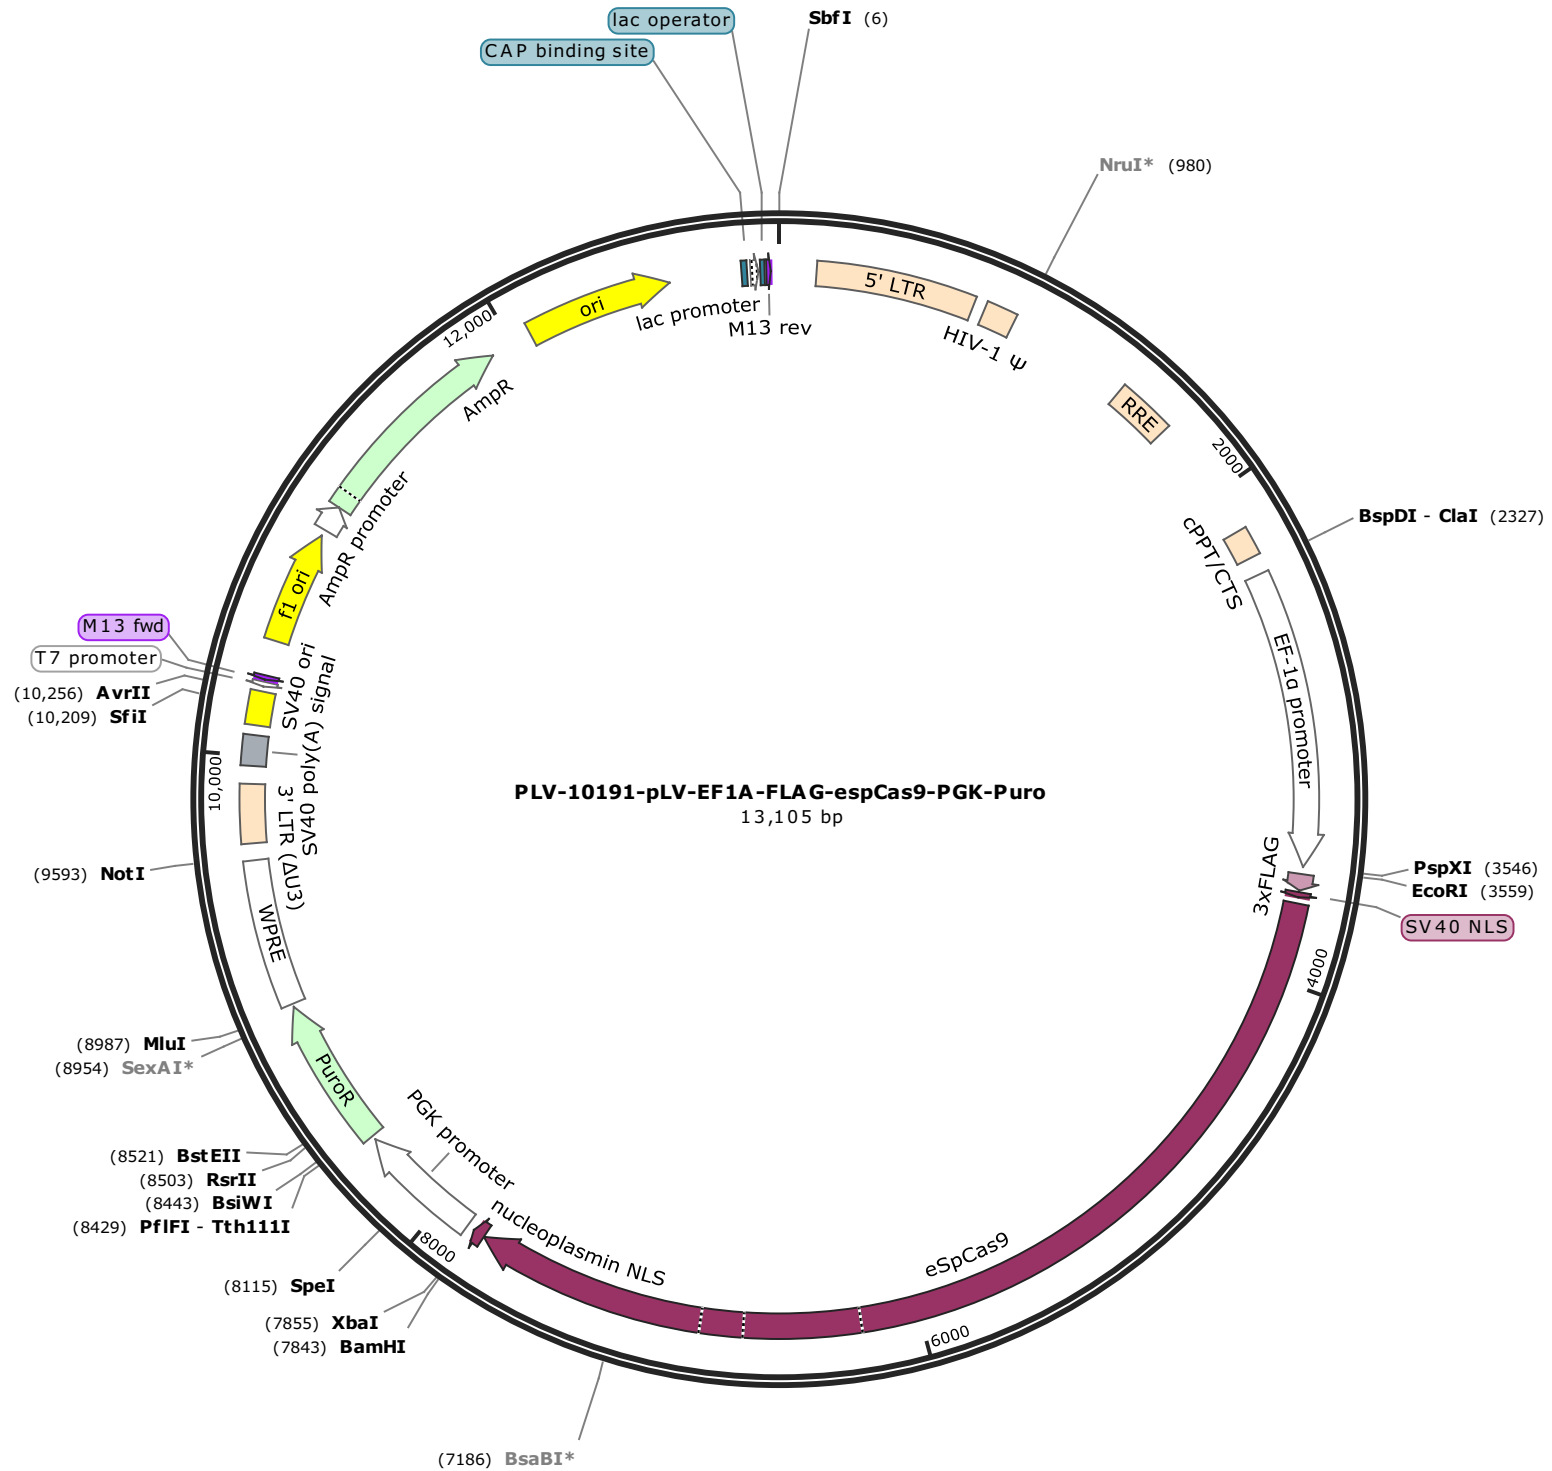 lac operator
SbfI (6)
CAP binding site
NruI* (980)
5' LTR
ori
lac promoter
M13 rev
HIV-1 Ψ
12,000
AmpR
RRE
2000
BspDI - ClaI (2327)
cPPT/CTS
AmpR promoter
f1 ori
EF-1α promoter
M13 fwd
T7 promoter
(10,256) AvrII
(10,209) SfiI
SV40 ori
SV40 poly(A) signal
10,000
PLV-10191-pLV-EF1A-FLAG-espCas9-PGK-Puro
13,105 bp
3' LTR (ΔU3)
(9593) NotI
3xFLAG
PspXI (3546)
EcoRI (3559)
SV40 NLS
WPRE
4000
(8987) MluI
(8954) SexAI*
PuroR
PGK promoter
(8521) BstEII
(8503) RsrII
(8443) BsiWI
(8429) PflFI - Tth111I
nucleoplasmin NLS
8000
eSpCas9
(8115) SpeI
(7855) XbaI
(7843) BamHI
6000
(7186) BsaBI*